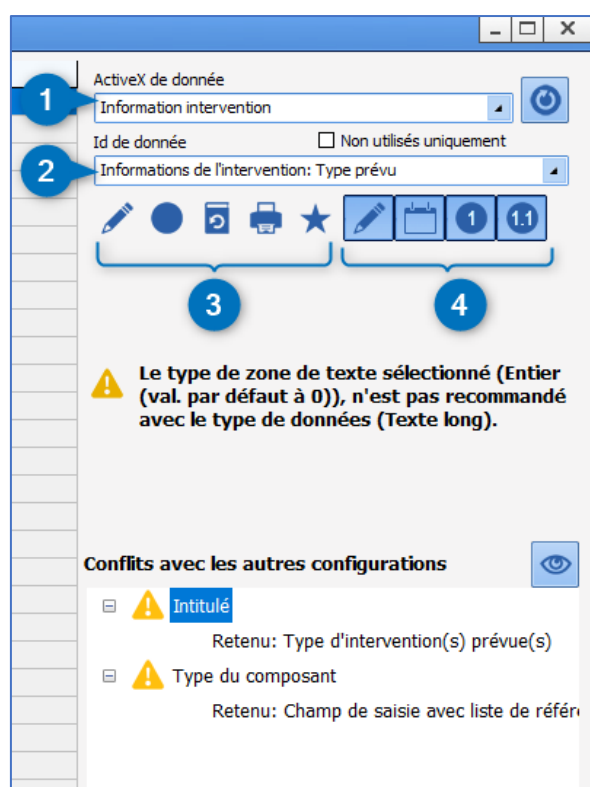 ActiveX de donnée
1
Information intervention
Id de donnée
Non utilisés uniquement
2
Informations de l'intervention: Type prévu
1
1.1
3
4
Le type de zone de texte sélectionné (Entier
(val. par défaut à 0)), n'est pas recommandé
avec le type de données (Texte long).
Conflits avec les autres configurations
Intitulé
Retenu: Type d'intervention(s) prévue(s)
Type du composant
Retenu: Champ de saisie avec liste de